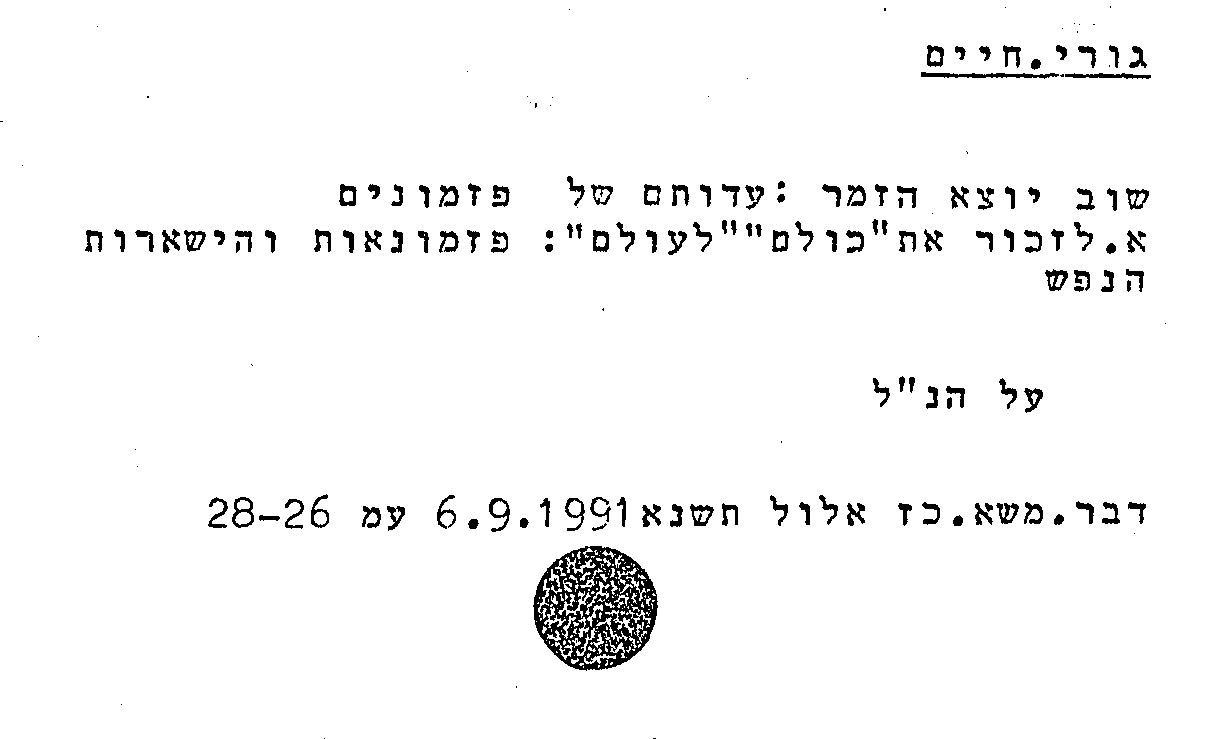 גורי.חיים
שוב יוצא הזמר :עדותם של פזמונים
א.לזכור את"כולם""לעולם": פזמונאות והישארות
הנפש
על הנ"ל
דבר.משא.כז אלול תשנא6.9.1991 עמ 28-26